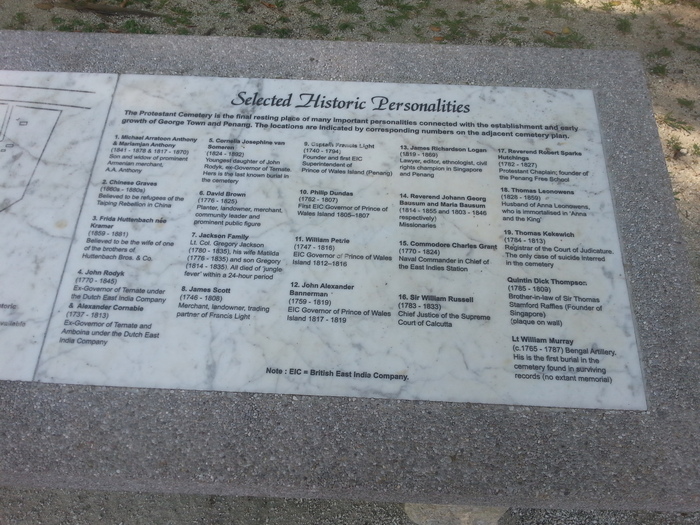 Selected Historic Personalities
The Protestant Cemetery is the final resting place of many important personalities connected with the establishment and early
growth of George Town and Penang. The locations are indicated by corresponding numbers on the adjacent cemetery plan.
1. Michael Arratoon Anthony
& Mariamjan Anthony
(1841 - 1878 & 1817 - 1870)
Son and widow of prominent
Armenian merchant,
A.A. Anthony
2. Chinese Graves
(1860s - 1880s)
Believed to be refugees of the
Taiping Rebellion in China
3. Frida Huttenbach née
Kramer
(1859 - 1891)
Believed to be the wife of one
of the brothers of.
Huttenbach Bros. & Co.
4. John Rodyk
(1770 - 1845)
Ex-Governor of Ternate under
the Dutch East India Company
& Alexander Cornabie
(1737 - 1813)
Ex-Governor of Ternate and
Amboina under the Dutch East
India Company
5. Cornelia Josephine van
Someren
(1824 - 1892)
Youngest daughter of John
Rodyk, ex-Governor of Ternate.
Hers is the last known burial in
the cemetery
6. David Brown
(1776 - 1825)
Planter, landowner, merchant,
community leader and
prominent public figure
7. Jackson Family
Lt. Col. Gregory Jackson
(1780 - 1835), his wife Matilda
(1778 - 1835) and son Gregory
(1814 - 1835). All died of 'jungle
fever' within a 24-hour period
8. James Scott
(1746 - 1808)
Merchant, landowner, trading
partner of Francis Light
9. Captain Francis Light
(1740 - 1794)
Founder and first EIC
Superintendent of
Prince of Wales Island (Penang)
10. Philip Dundas
(1762 - 1807)
First EIC Governor of Prince of
Wales Island 1805-1807
11. William Petrie
(1747 - 1816)
EIC Governor of Prince of Wales
Island 1812-1816
12. John Alexander
Bannerman
(1759 - 1819)
EIC Governor of Prince of Wales
Island 1817 - 1819
13. James Richardson Logan
(1819 - 1869)
Lawyer, editor, ethnologist, civil
rights champion in Singapore
and Penang
14. Reverend Johann Georg
Bausum and Maria Bausum
(1814 - 1855 and 1803 - 1846
respectively)
Missionaries
15. Commodore Charles Grant
(1770 - 1824)
Naval Commander in Chief of
the East Indies Station
16. Sir William Russell
(1783 - 1833)
Chief Justice of the Supreme
Court of Calcutta
17. Reverend Robert Sparke
Hutchings
(1782 - 1827)
Protestant Chaplain; founder of
the Penang Free School
18. Thomas Leonowens
(1828 - 1859)
Husband of Anna Leonowens,
who is immortalised in 'Anna
and the King'
19. Thomas Kakewich
(1784 - 1813)
Registrar of the Court of Judicature.
The only case of suicide interred
in the cemetery
Quintin Dick Thompson
(1785 - 1809)
Brother-in-law of Sir Thomas
Stamford Raffles (Founder of
Singapore)
(plaque on wall)
Lt William Murray
(c.1765 - 1787) Bengal Artillery.
His is the first burial in the
cemetery found in surviving
records (no extant memorial)
Note : EIC = British East India Company.